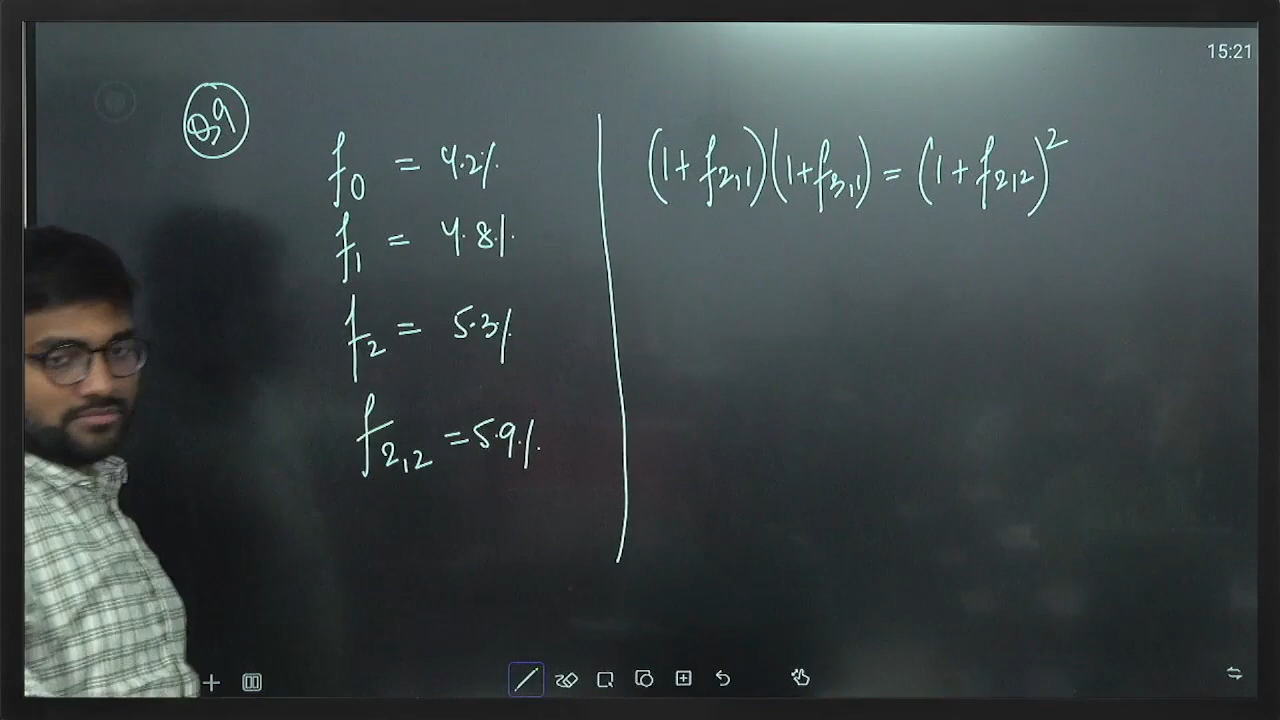 15:21
Q9
f₀ = 4.2%
f₁ = 4.8%
f₂ = 5.3%
f₂,₂ = 5.9%
(1+f₂,₁)(1+f₃,₁) = (1+f₂,₂)²